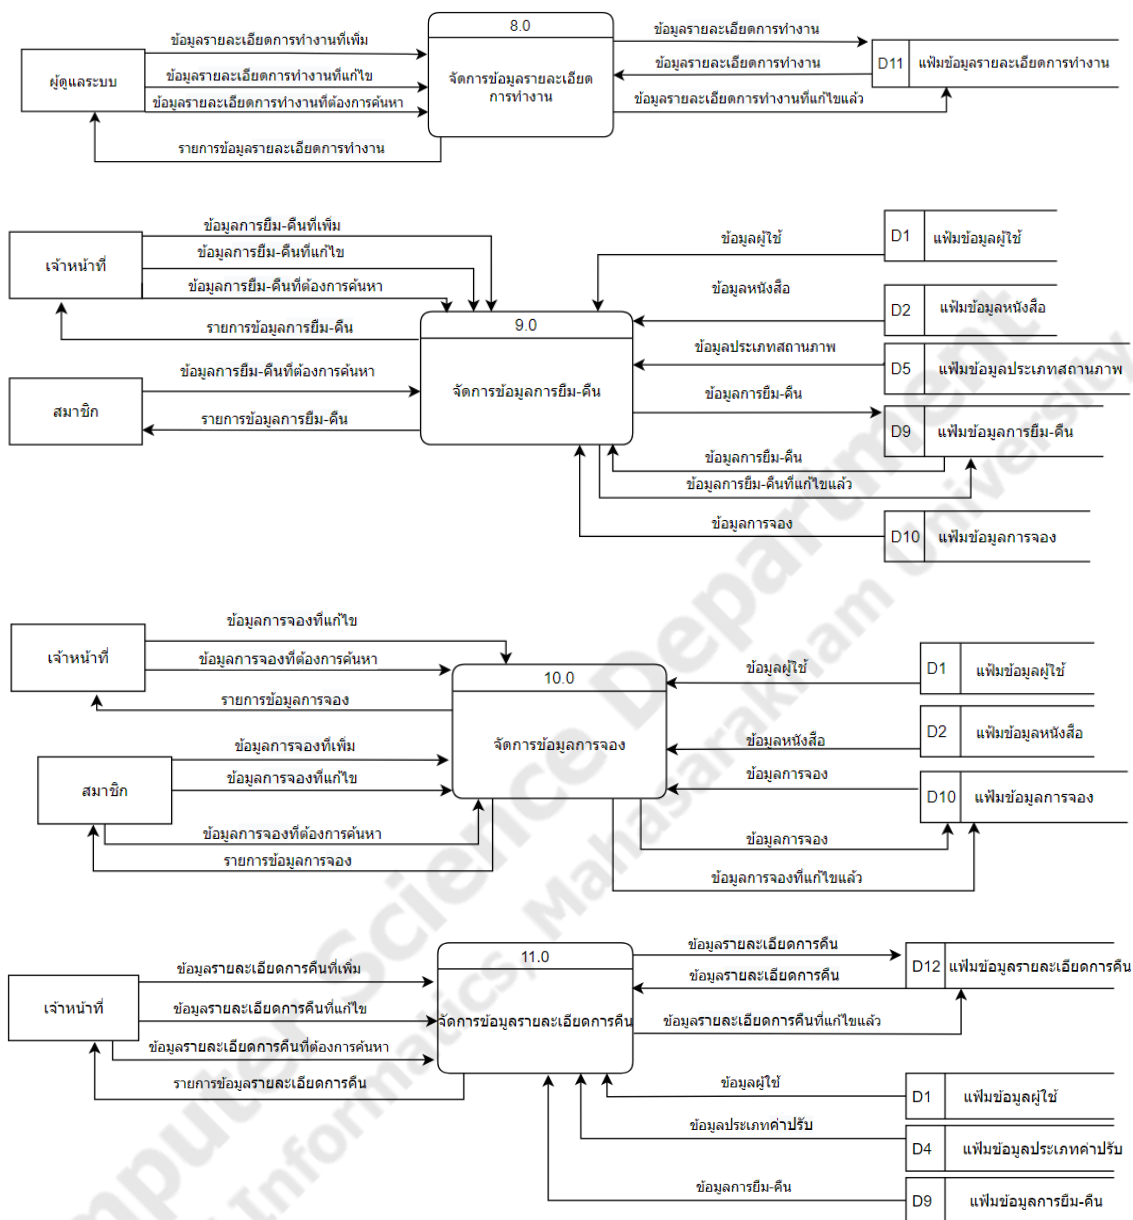 8.0
ข้อมูลรายละเอียดการทำงานที่เพิ่ม
ข้อมูลรายละเอียดการทำงาน
ผู้ดูแลระบบ
ข้อมูลรายละเอียดการทำงานที่แก้ไข
จัดการข้อมูลรายละเอียด
การทำงาน
ข้อมูลรายละเอียดการทำงาน
D11
แฟ้มข้อมูลรายละเอียดการทำงาน
ข้อมูลรายละเอียดการทำงานที่ต้องการค้นหา
ข้อมูลรายละเอียดการทำงานที่แก้ไขแล้ว
รายการข้อมูลรายละเอียดการทำงาน
ข้อมูลการยืม-คืนที่เพิ่ม
ข้อมูลการยืม-คืนที่แก้ไข
เจ้าหน้าที่
ข้อมูลการยืม-คืนที่ต้องการค้นหา
รายการข้อมูลการยืม-คืน
ข้อมูลการยืม-คืนที่ต้องการค้นหา
สมาชิก
รายการข้อมูลการยืม-คืน
9.0
จัดการข้อมูลการยืม-คืน
ข้อมูลผู้ใช้
D1
แฟ้มข้อมูลผู้ใช้
ข้อมูลหนังสือ
D2
แฟ้มข้อมูลหนังสือ
ข้อมูลประเภทสถานภาพ
D5
แฟ้มข้อมูลประเภทสถานภาพ
ข้อมูลการยืม-คืน
D9
แฟ้มข้อมูลการยืม-คืน
ข้อมูลการยืม-คืน
ข้อมูลการยืม-คืนที่แก้ไขแล้ว
ข้อมูลการจอง
D10
แฟ้มข้อมูลการจอง
ข้อมูลการจองที่แก้ไข
เจ้าหน้าที่
ข้อมูลการจองที่ต้องการค้นหา
รายการข้อมูลการจอง
ข้อมูลการจองที่เพิ่ม
สมาชิก
ข้อมูลการจองที่แก้ไข
ข้อมูลการจองที่ต้องการค้นหา
รายการข้อมูลการจอง
10.0
จัดการข้อมูลการจอง
ข้อมูลผู้ใช้
D1
แฟ้มข้อมูลผู้ใช้
ข้อมูลหนังสือ
D2
แฟ้มข้อมูลหนังสือ
ข้อมูลการจอง
D10
แฟ้มข้อมูลการจอง
ข้อมูลการจอง
ข้อมูลการจองที่แก้ไขแล้ว
ข้อมูลรายละเอียดการคืนที่เพิ่ม
เจ้าหน้าที่
ข้อมูลรายละเอียดการคืนที่แก้ไข
ข้อมูลรายละเอียดการคืนที่ต้องการค้นหา
รายการข้อมูลรายละเอียดการคืน
11.0
จัดการข้อมูลรายละเอียดการคืน
ข้อมูลรายละเอียดการคืน
D12
แฟ้มข้อมูลรายละเอียดการคืน
ข้อมูลรายละเอียดการคืน
ข้อมูลรายละเอียดการคืนที่แก้ไขแล้ว
ข้อมูลผู้ใช้
D1
แฟ้มข้อมูลผู้ใช้
ข้อมูลประเภทค่าปรับ
D4
แฟ้มข้อมูลประเภทค่าปรับ
ข้อมูลการยืม-คืน
D9
แฟ้มข้อมูลการยืม-คืน
Computer Science Department
Informatics, Mahasarakham University